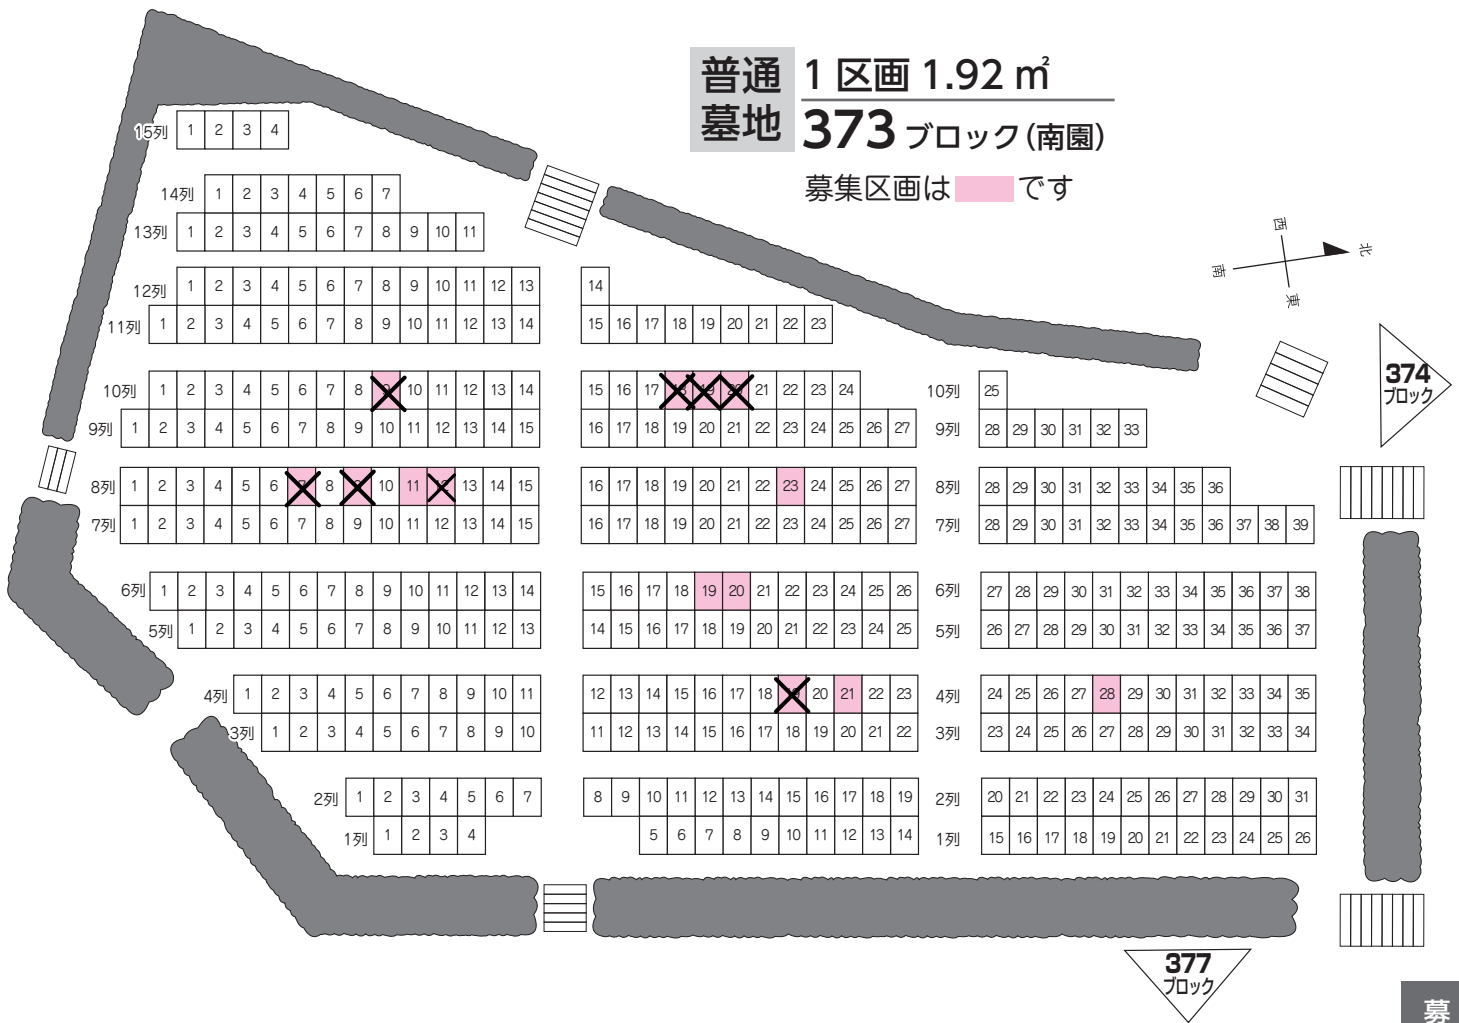 普通墓地
1区画 1.92㎡
373ブロック(南園)
募集区画は です
西
北
南
東
374
ブロック
15列 1 2 3 4
14列 1 2 3 4 5 6 7
13列 1 2 3 4 5 6 7 8 9 10 11
12列 1 2 3 4 5 6 7 8 9 10 11 12 13 14
11列 1 2 3 4 5 6 7 8 9 10 11 12 13 14 15 16 17 18 19 20 21 22 23
10列 1 2 3 4 5 6 7 8 10 11 12 13 14 15 16 17 21 22 23 24 10列 25
9列 1 2 3 4 5 6 7 8 9 10 11 12 13 14 15 16 17 18 19 20 21 22 23 24 25 26 27 9列 28 29 30 31 32 33
8列 1 2 3 4 5 6 8 10 11 13 14 15 16 17 18 19 20 21 22 23 24 25 26 27 8列 28 29 30 31 32 33 34 35 36
7列 1 2 3 4 5 6 7 8 9 10 11 12 13 14 15 16 17 18 19 20 21 22 23 24 25 26 27 7列 28 29 30 31 32 33 34 35 36 37 38 39
6列 1 2 3 4 5 6 7 8 9 10 11 12 13 14 15 16 17 18 19 20 21 22 23 24 25 26 6列 27 28 29 30 31 32 33 34 35 36 37 38
5列 1 2 3 4 5 6 7 8 9 10 11 12 13 14 15 16 17 18 19 20 21 22 23 24 25 5列 26 27 28 29 30 31 32 33 34 35 36 37
4列 1 2 3 4 5 6 7 8 9 10 11 12 13 14 15 16 17 18 20 21 22 23 4列 24 25 26 27 28 29 30 31 32 33 34 35
3列 1 2 3 4 5 6 7 8 9 10 11 12 13 14 15 16 17 18 19 20 21 22 3列 23 24 25 26 27 28 29 30 31 32 33 34
2列 1 2 3 4 5 6 7 8 9 10 11 12 13 14 15 16 17 18 19 2列 20 21 22 23 24 25 26 27 28 29 30 31
1列 1 2 3 4 5 6 7 8 9 10 11 12 13 14 1列 15 16 17 18 19 20 21 22 23 24 25 26
377
ブロック
募